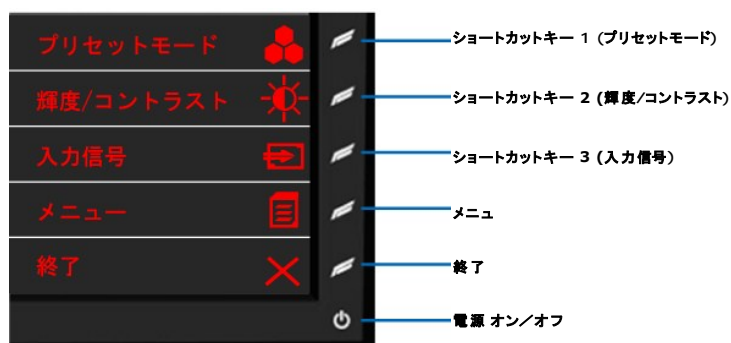 プリセットモード
ショートカットキー 1 (プリセットモード)
輝度/コントラスト
ショートカットキー 2 (輝度/コントラスト)
入力信号
ショートカットキー 3 (入力信号)
メニュー
メニュ
終了
終了
電源 オン／オフ